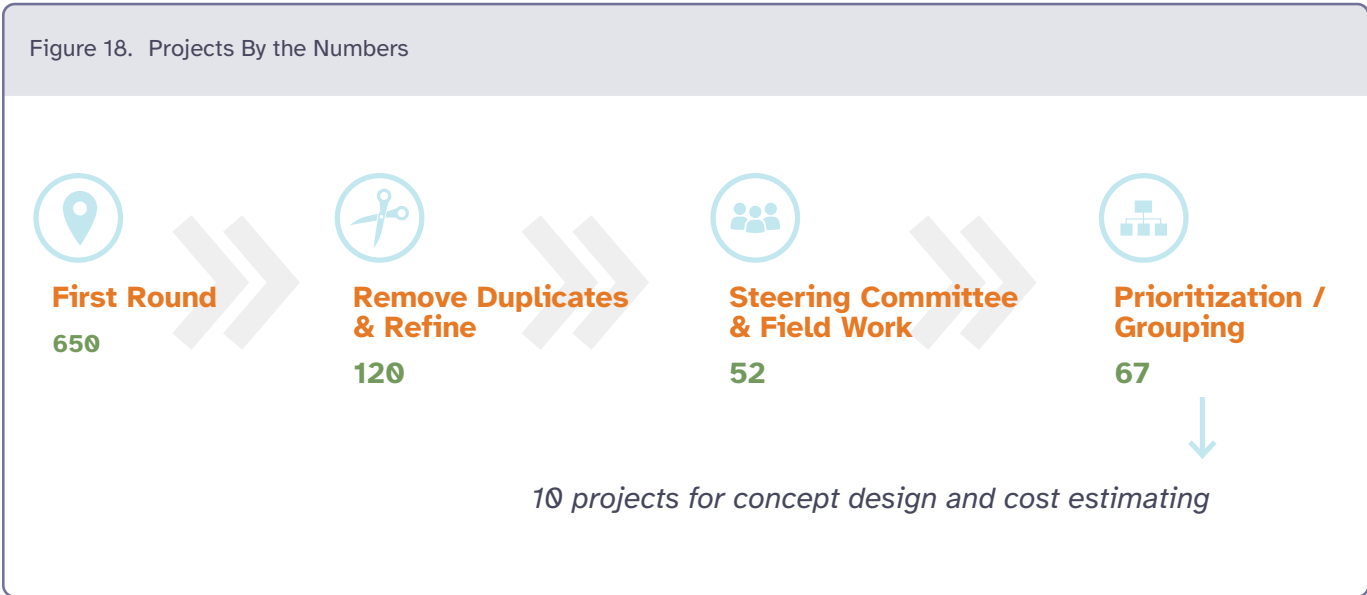 Figure 18. Projects By the Numbers
First Round
650
Remove Duplicates
& Refine
120
Steering Committee
& Field Work
52
Prioritization /
Grouping
67
10 projects for concept design and cost estimating